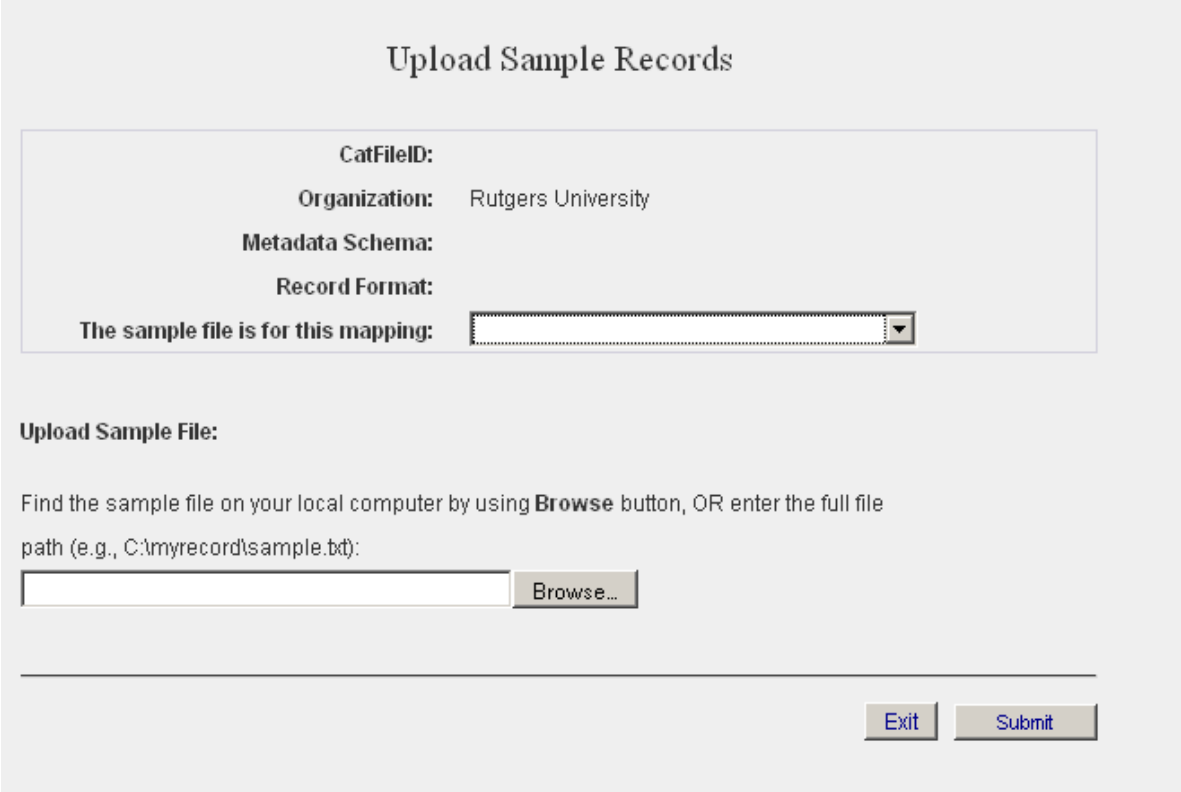 Upload Sample Records
CatFileID:
Organization: Rutgers University
Metadata Schema:
Record Format:
The sample file is for this mapping:
Upload Sample File:
Find the sample file on your local computer by using Browse button, OR enter the full file
path (e.g., C:\myrecord\sample.txt):
Browse...
Exit Submit